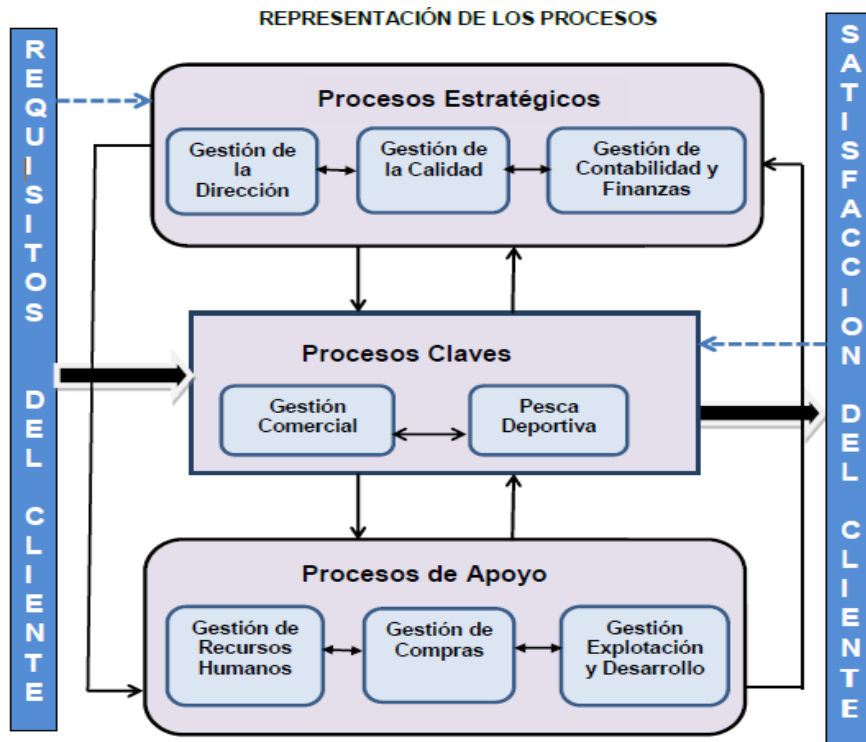 REPRESENTACIÓN DE LOS PROCESOS
REQUISITOS DEL CLIENTE
Procesos Estratégicos
Gestión de
la
Dirección
Gestión de
la Calidad
Gestión de
Contabilidad y
Finanzas
Procesos Claves
Gestión
Comercial
Pesca
Deportiva
Procesos de Apoyo
Gestión de
Recursos
Humanos
Gestión de
Compras
Gestión
Explotación
y Desarrollo
SATISFACCION DEL CLIENTE